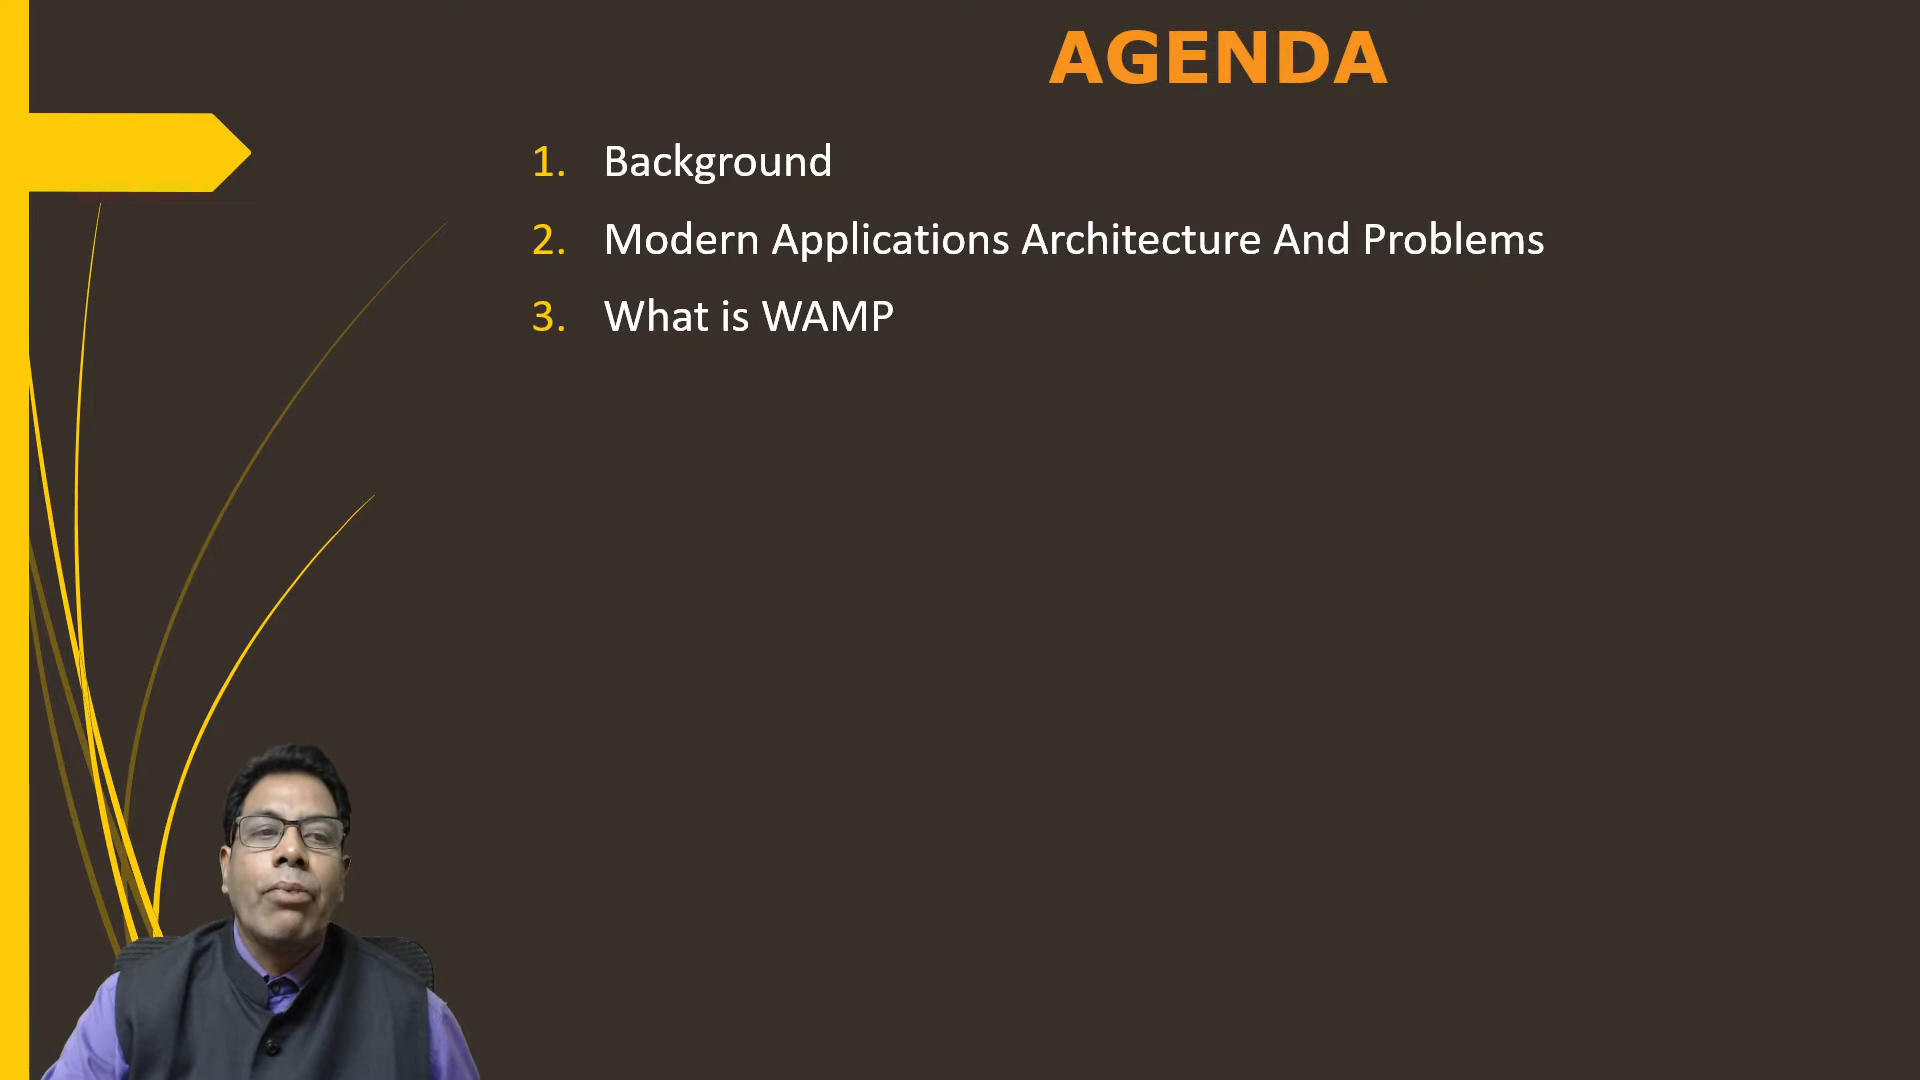 AGENDA
1. Background
2. Modern Applications Architecture And Problems
3. What is WAMP